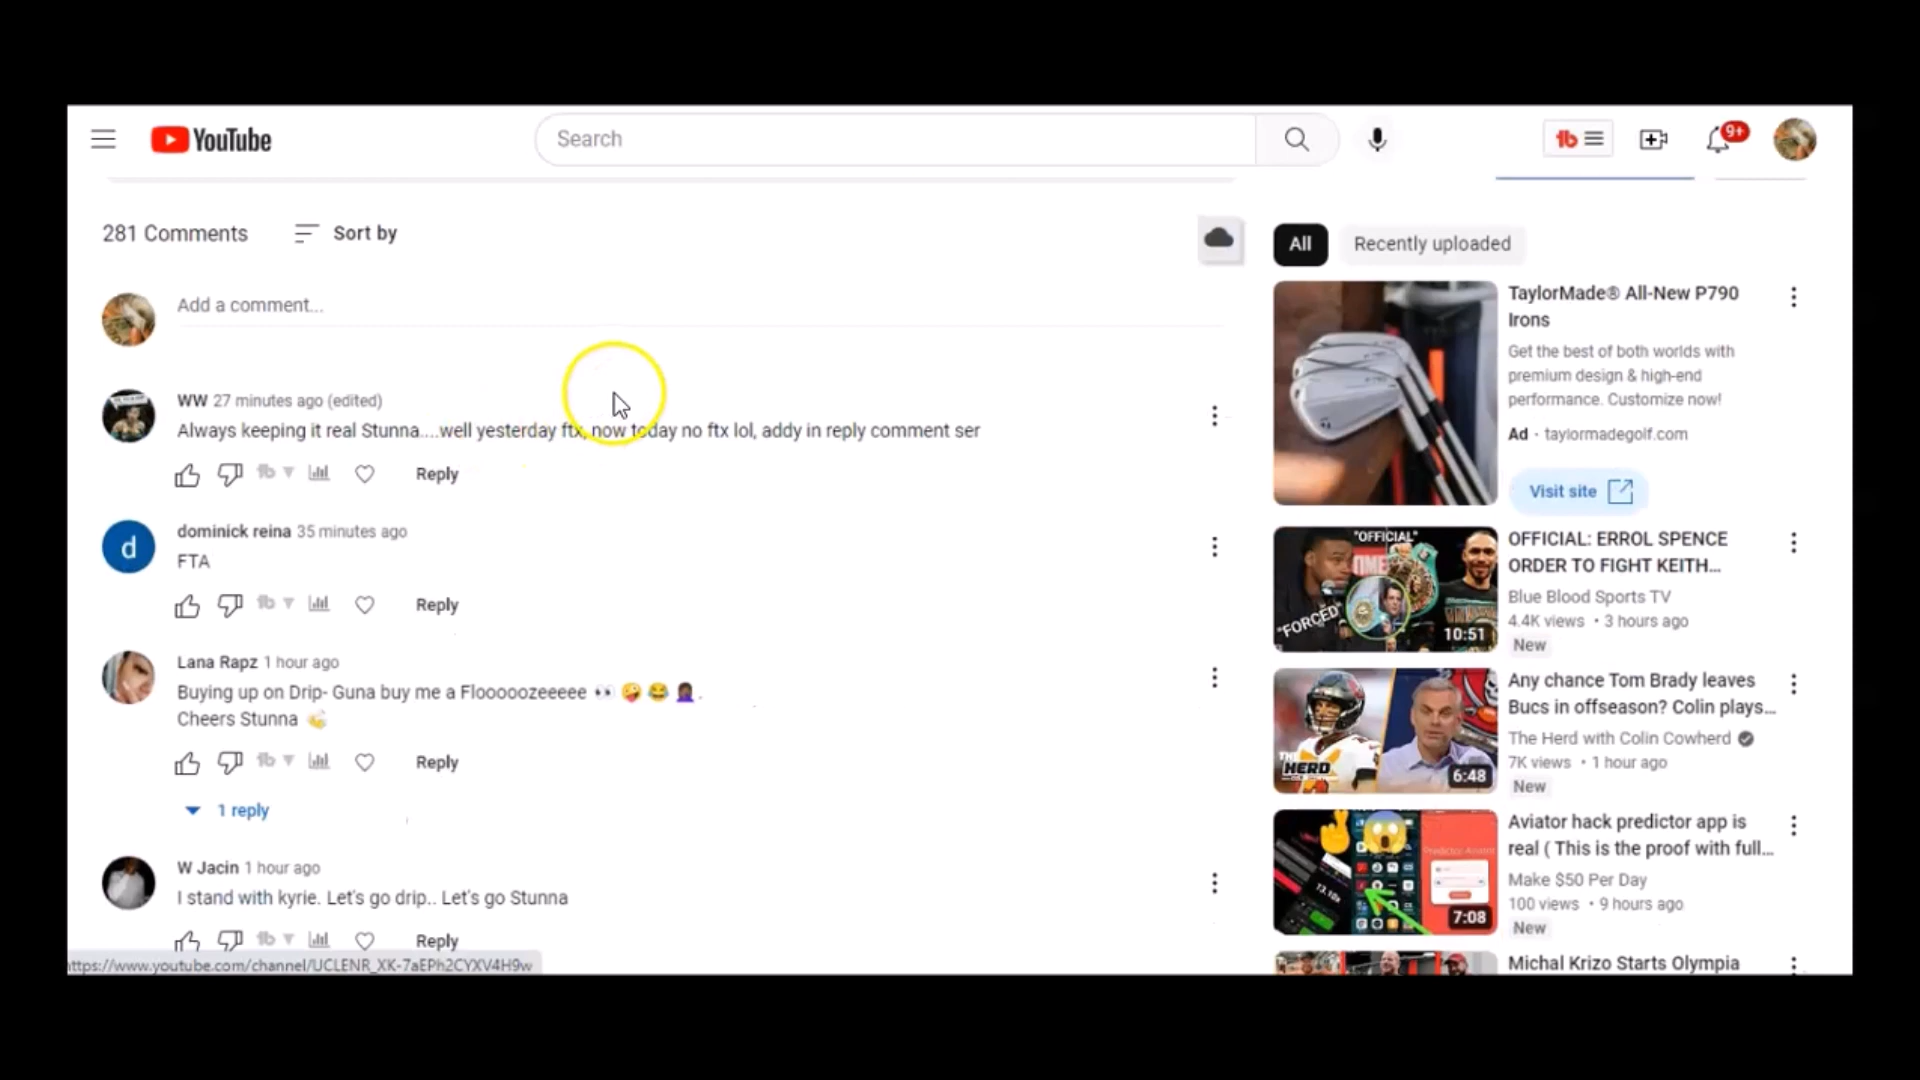 YouTube
Search
9+
281 Comments
Sort by
All
Recently uploaded
Add a comment...
WW 27 minutes ago (edited)
Always keeping it real Stunna....well yesterday ftx, now today no ftx lol, addy in reply comment ser
Reply
d
dominick reina 35 minutes ago
FTA
Reply
Lana Rapz 1 hour ago
Buying up on Drip- Guna buy me a Flooooozeeeee 👀 🤪 😂 🤦🏾‍♀️ .
Cheers Stunna 🍻
Reply
1 reply
W Jacin 1 hour ago
I stand with kyrie. Let's go drip.. Let's go Stunna
Reply
https://www.youtube.com/channel/UCLENR_XK-7aEPh2CYXV4H9w
TaylorMade® All-New P790
Irons
Get the best of both worlds with
premium design & high-end
performance. Customize now!
Ad · taylormadegolf.com
Visit site
"OFFICIAL"
"FORCED"
10:51
OFFICIAL: ERROL SPENCE
ORDER TO FIGHT KEITH...
Blue Blood Sports TV
4.4K views • 3 hours ago
New
THE
HERD
6:48
Any chance Tom Brady leaves
Bucs in offseason? Colin plays...
The Herd with Colin Cowherd
7K views • 1 hour ago
New
7:08
Aviator hack predictor app is
real ( This is the proof with full...
Make $50 Per Day
100 views • 9 hours ago
New
Michal Krizo Starts Olympia